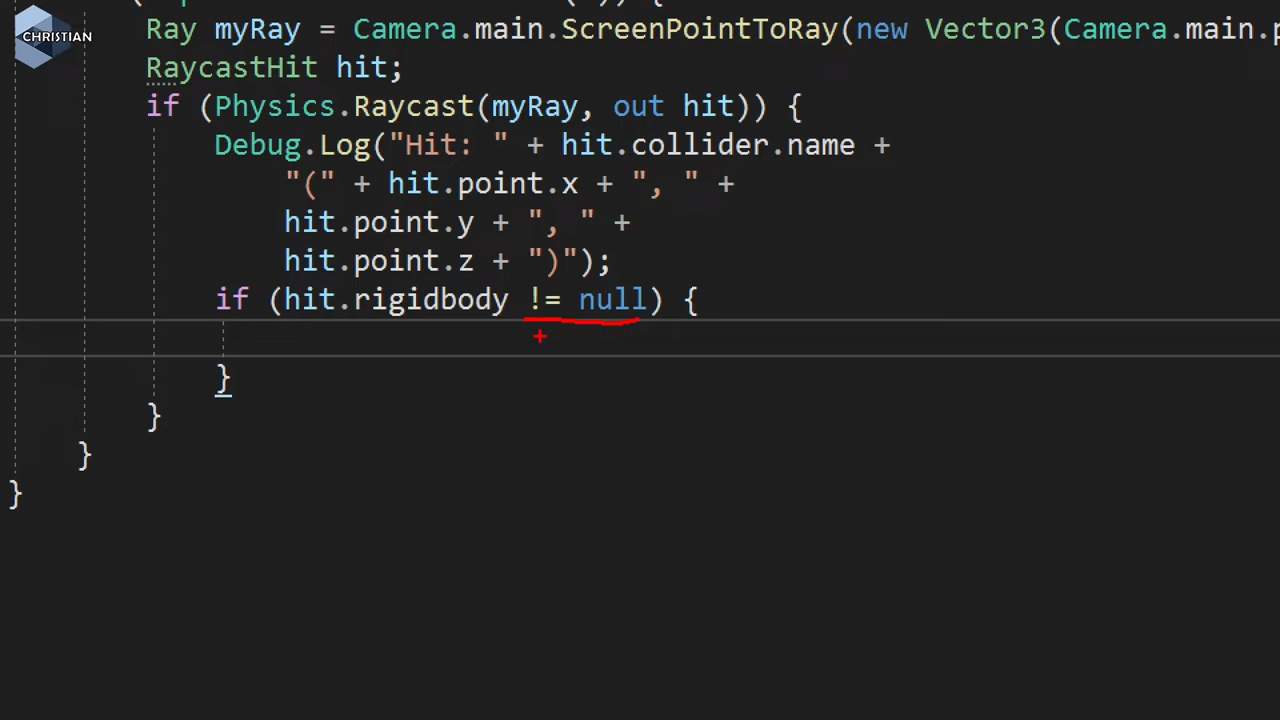 CHRISTIAN
Ray myRay = Camera.main.ScreenPointToRay(new Vector3(Camera.main.
RaycastHit hit;
if (Physics.Raycast(myRay, out hit)) {
Debug.Log("Hit: " + hit.collider.name +
"(" + hit.point.x + ", " +
hit.point.y + ", " +
hit.point.z + ")");
if (hit.rigidbody != null) {
}
}
}
}